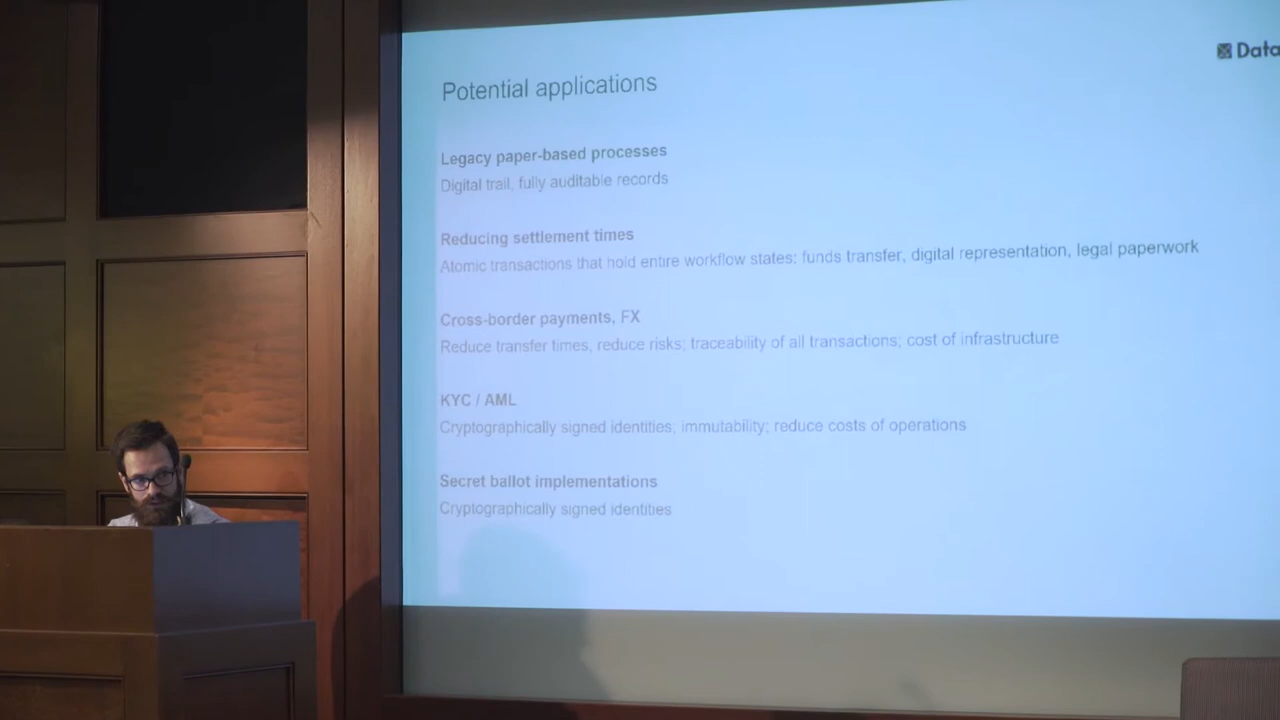 Data
Potential applications
Legacy paper-based processes
Digital trail, fully auditable records
Reducing settlement times
Atomic transactions that hold entire workflow states: funds transfer, digital representation, legal paperwork
Cross-border payments, FX
Reduce transfer times, reduce risks; traceability of all transactions; cost of infrastructure
KYC / AML
Cryptographically signed identities; immutability; reduce costs of operations
Secret ballot implementations
Cryptographically signed identities